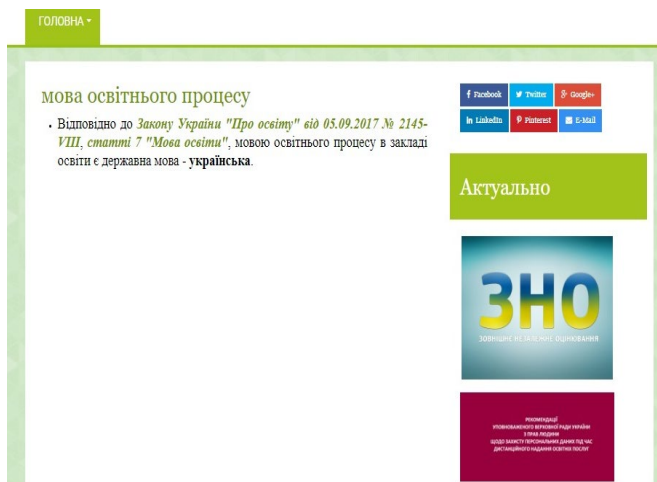 ГОЛОВНА
мова освітнього процесу
• Відповідно до Закону України "Про освіту" від 05.09.2017 № 2145-
VIII, статті 7 "Мова освіти", мовою освітнього процесу в закладі
освіти є державна мова - українська.
Facebook Twitter Google+
LinkedIn Pinterest E-Mail
Актуально
ЗНО
ЗОВНІШНЄ НЕЗАЛЕЖНЕ ОЦІНЮВАННЯ
РЕКОМЕНДАЦІЇ
УПОВНОВАЖЕНОГО ВЕРХОВНОЇ РАДИ УКРАЇНИ
З ПРАВ ЛЮДИНИ
ЩОДО ЗАХИСТУ ПЕРСОНАЛЬНИХ ДАНИХ ПІД ЧАС
ДИСТАНЦІЙНОГО НАДАННЯ ОСВІТНІХ ПОСЛУГ